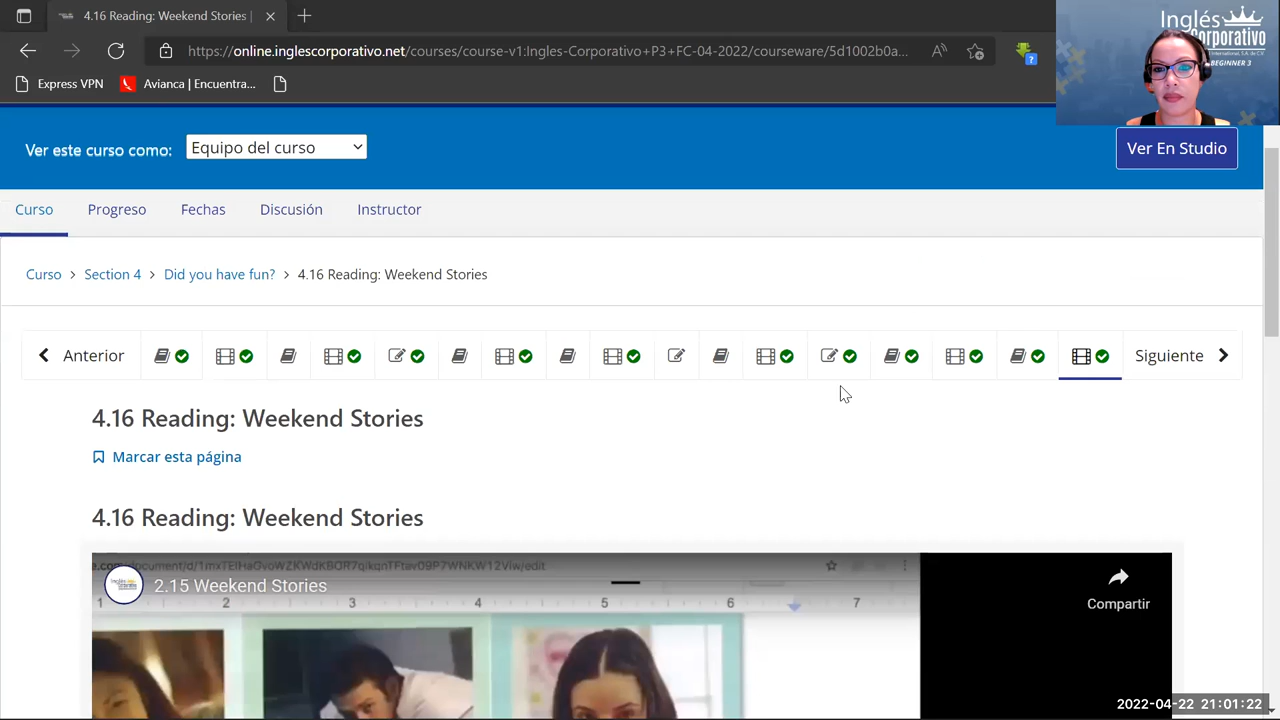 4.16 Reading: Weekend Stories |
https://online.inglescorporativo.net/courses/course-v1:Ingles-Corporativo+P3+FC-04-2022/courseware/5d1002b0a...
Express VPN
Avianca | Encuentra...
Inglés
Corporativo
International, S.A. de C.V.
BEGINNER 3
Ver este curso como:
Equipo del curso
Ver En Studio
Curso
Progreso
Fechas
Discusión
Instructor
Curso > Section 4 > Did you have fun? > 4.16 Reading: Weekend Stories
Anterior
Siguiente
4.16 Reading: Weekend Stories
Marcar esta página
4.16 Reading: Weekend Stories
2.15 Weekend Stories
1 2 3 4 5 6 7
Compartir
2022-04-22 21:01:22